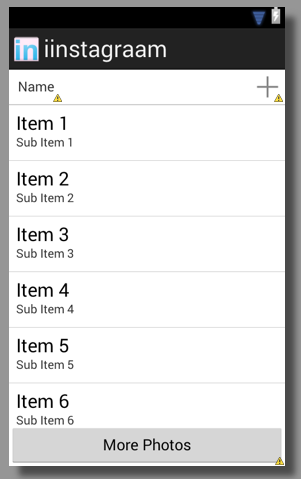 in iinstagraam
Name
Item 1
Sub Item 1
Item 2
Sub Item 2
Item 3
Sub Item 3
Item 4
Sub Item 4
Item 5
Sub Item 5
Item 6
Sub Item 6
More Photos